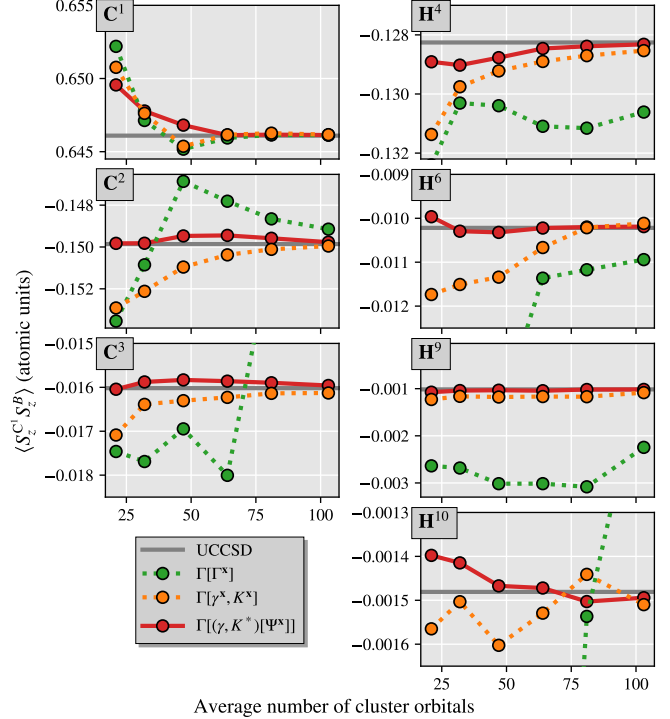 C¹
0.655
0.650
0.645
C²
−0.148
−0.150
−0.152
C³
−0.015
−0.016
−0.017
−0.018
25 50 75 100
H⁴
−0.128
−0.130
−0.132
H⁶
−0.009
−0.010
−0.011
−0.012
H⁹
−0.001
−0.002
−0.003
H¹⁰
−0.0013
−0.0014
−0.0015
−0.0016
25 50 75 100
⟨S_z^{C¹} S_z^B⟩ (atomic units)
UCCSD
Γ[Γˣ]
Γ[γˣ, Kˣ]
Γ[(γ, K*)[Ψˣ]]
Average number of cluster orbitals